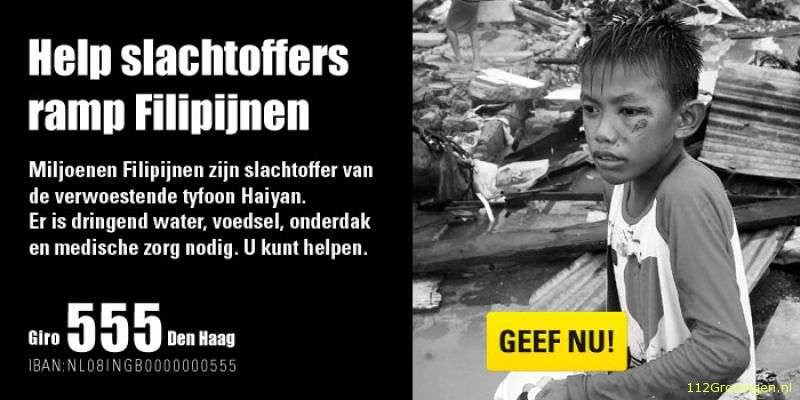 Help slachtoffers
ramp Filipijnen
Miljoenen Filipijnen zijn slachtoffer van
de verwoestende tyfoon Haiyan.
Er is dringend water, voedsel, onderdak
en medische zorg nodig. U kunt helpen.
Giro 555 Den Haag
IBAN:NL08INGB0000000555
GEEF NU!
112Groningen.nl